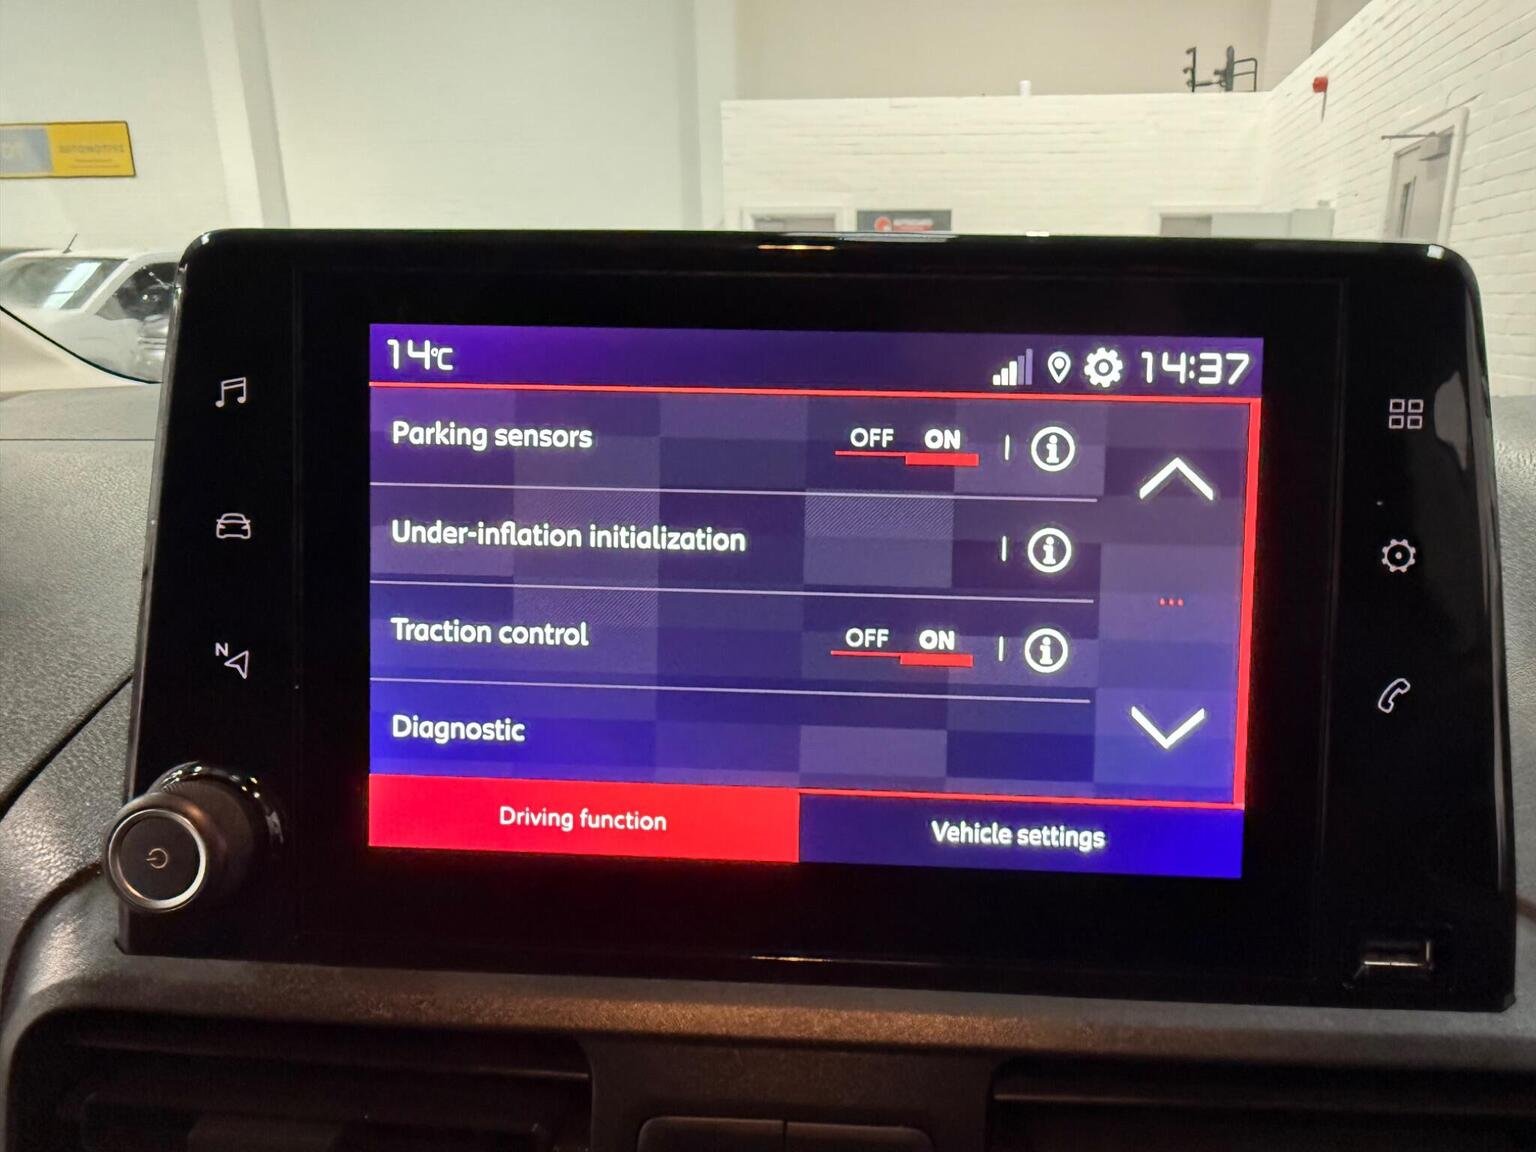 AUTOMOTIVE
14°C
14:37
Parking sensors OFF ON
Under-inflation initialization
Traction control OFF ON
Diagnostic
Driving function
Vehicle settings
N